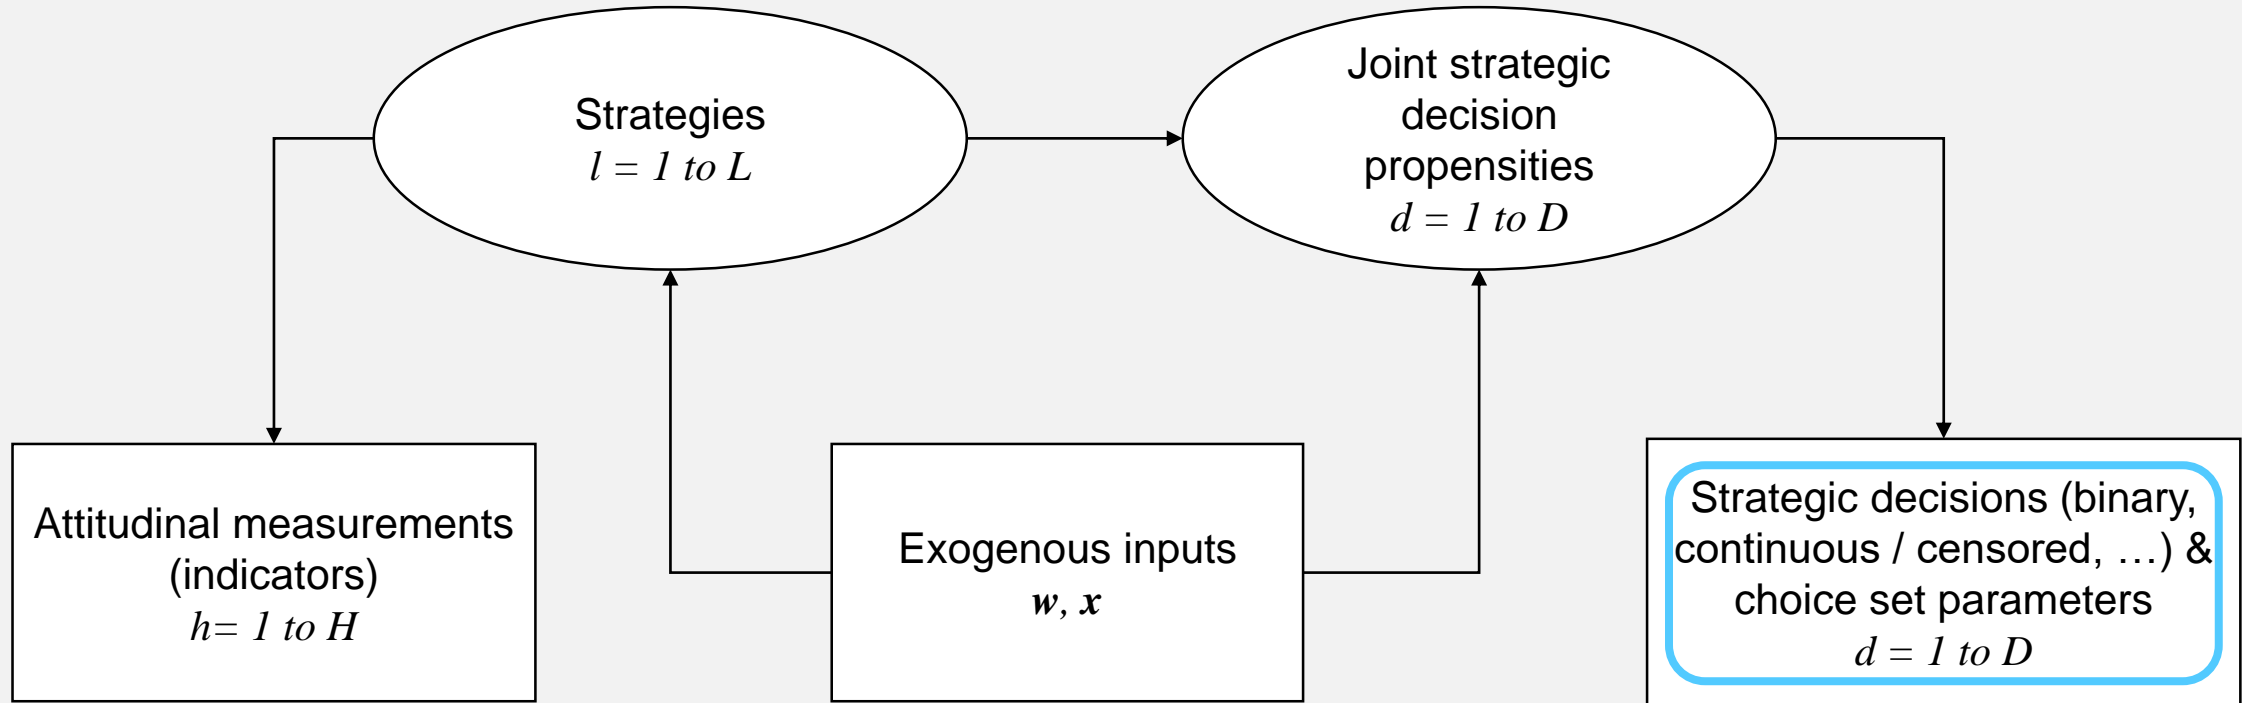 Strategies
l = 1 to L
Joint strategic
decision
propensities
d = 1 to D
Attitudinal measurements
(indicators)
h= 1 to H
Exogenous inputs
w, x
Strategic decisions (binary,
continuous / censored, …) &
choice set parameters
d = 1 to D